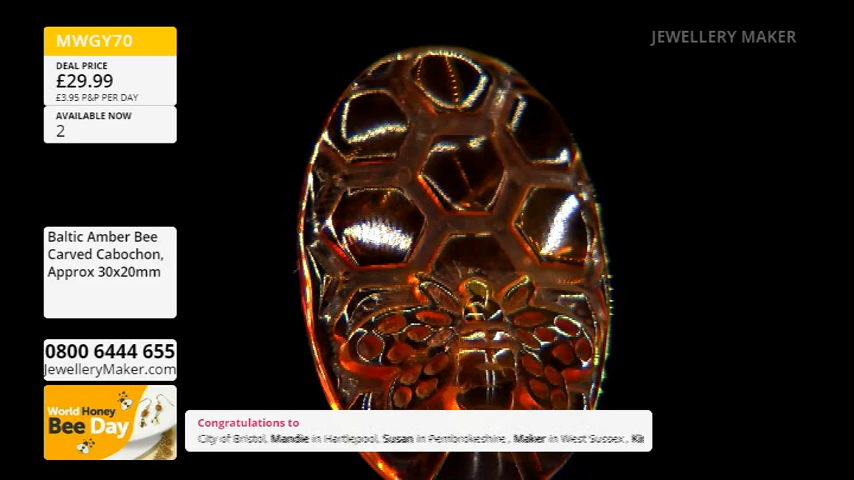 MWGY70
DEAL PRICE
£29.99
£3.95 P&P PER DAY
AVAILABLE NOW
2
JEWELLERY MAKER
Baltic Amber Bee
Carved Cabochon,
Approx 30x20mm
0800 6444 655
JewelleryMaker.com
World Honey
Bee Day
Congratulations to
City of Bristol, Mandie in Hartlepool, Susan in Pembrokeshire, Maker in West Sussex,